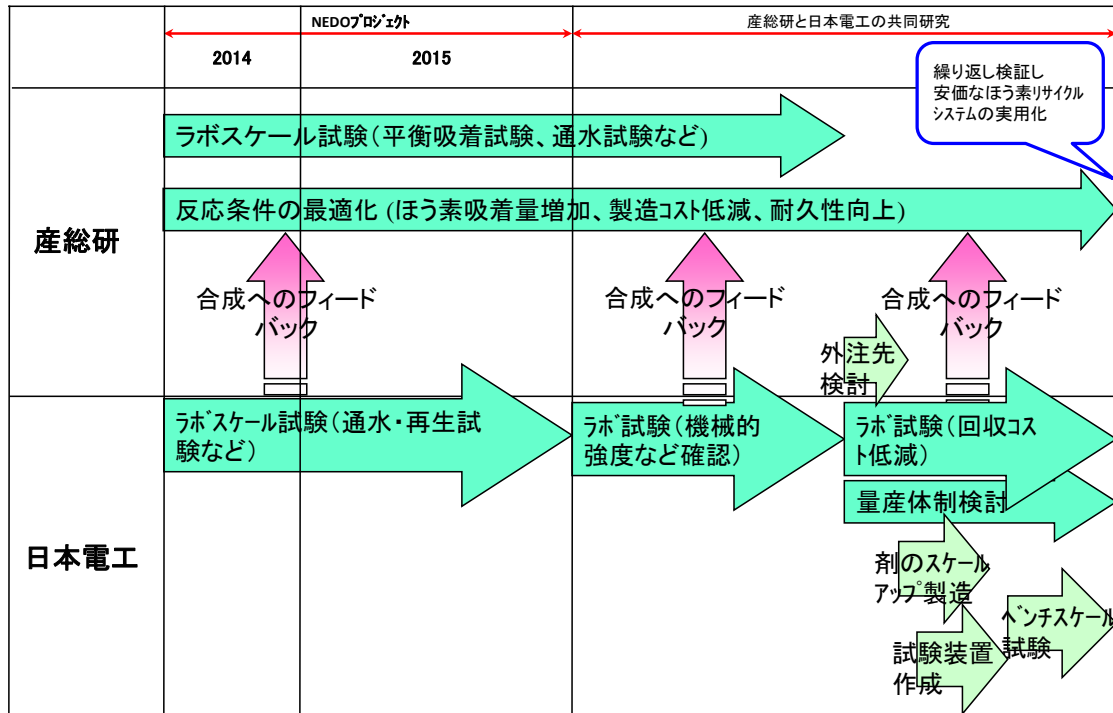 NEDOﾌﾟﾛｼﾞｪｸﾄ
産総研と日本電工の共同研究
2014
2015
繰り返し検証し
安価なほう素ﾘｻｲｸﾙ
ｼｽﾃﾑの実用化
産総研
ラボスケール試験（平衡吸着試験、通水試験など)
反応条件の最適化 (ほう素吸着量増加、製造ｺｽﾄ低減、耐久性向上)
合成へのフィード
バック
合成へのフィード
バック
合成へのフィード
バック
外注先
検討
日本電工
ﾗﾎﾞｽｹｰﾙ試験（通水・再生試
験など）
ﾗﾎﾞ試験（機械的
強度など確認）
ﾗﾎﾞ試験（回収ｺｽ
ﾄ低減）
量産体制検討
剤のｽｹｰﾙ
ｱｯﾌﾟ製造
ﾍﾞﾝﾁｽｹｰﾙ
試験
試験装置
作成